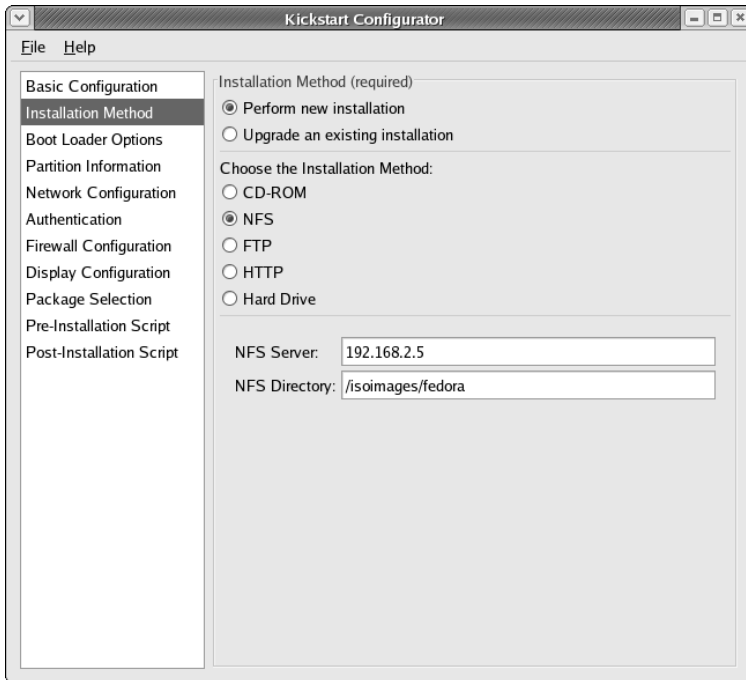 Kickstart Configurator
File Help
Basic Configuration
Installation Method
Boot Loader Options
Partition Information
Network Configuration
Authentication
Firewall Configuration
Display Configuration
Package Selection
Pre-Installation Script
Post-Installation Script
Installation Method (required)
Perform new installation
Upgrade an existing installation
Choose the Installation Method:
CD-ROM
NFS
FTP
HTTP
Hard Drive
NFS Server: 192.168.2.5
NFS Directory: /isoimages/fedora